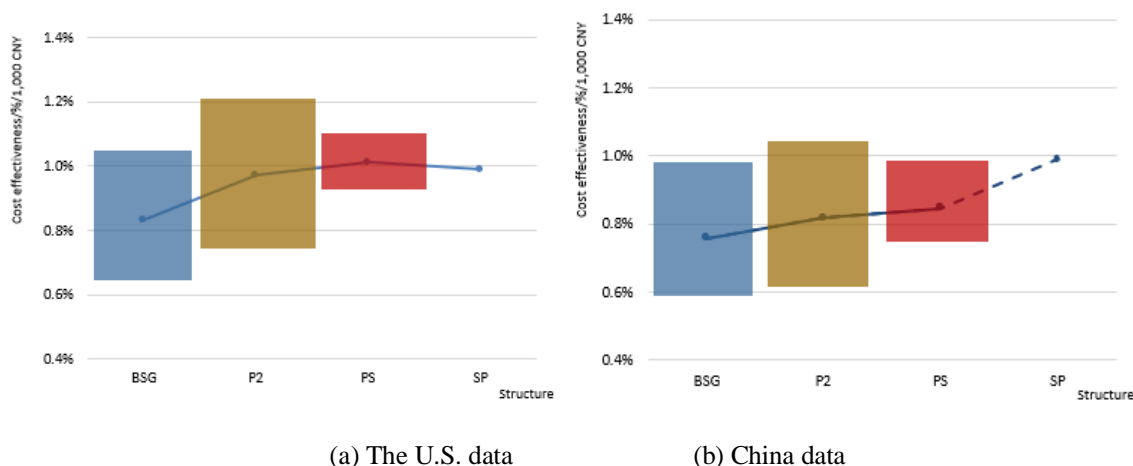 Cost effectiveness/%/1,000 CNY
1.4%
1.2%
1.0%
0.8%
0.6%
0.4%
BSG P2 PS SP
Structure
(a) The U.S. data
Cost effectiveness/%/1,000 CNY
1.4%
1.2%
1.0%
0.8%
0.6%
0.4%
BSG P2 PS SP
Structure
(b) China data